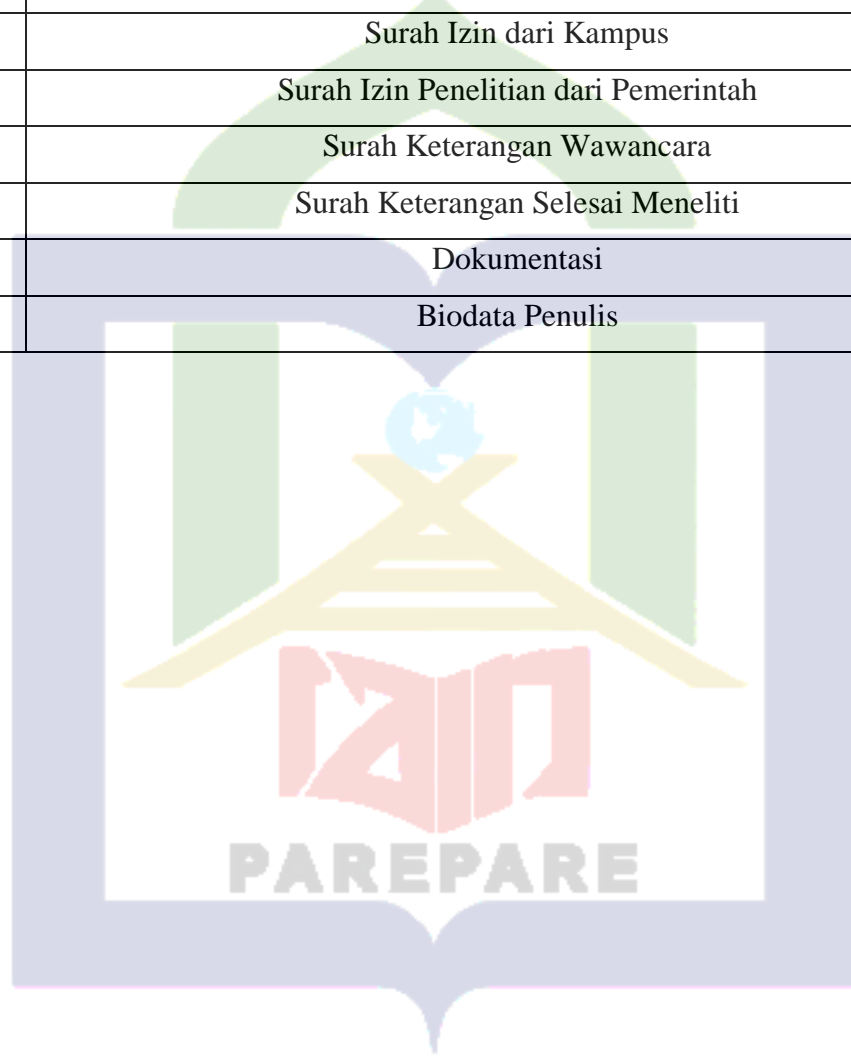 Surah Izin dari Kampus
Surah Izin Penelitian dari Pemerintah
Surah Keterangan Wawancara
Surah Keterangan Selesai Meneliti
Dokumentasi
Biodata Penulis
iain
PAREPARE